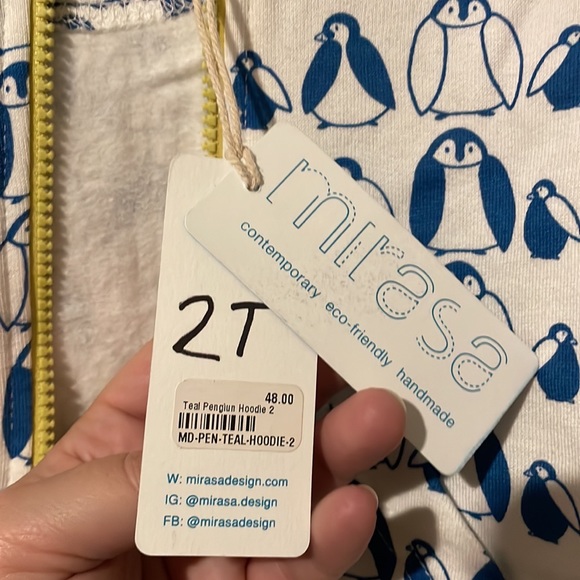 mirasa
contemporary eco-friendly handmade
2T
48.00
Teal Pengiun Hoodie 2
MD-PEN-TEAL-HOODIE-2
W: mirasadesign.com
IG: @mirasa.design
FB: @mirasadesign